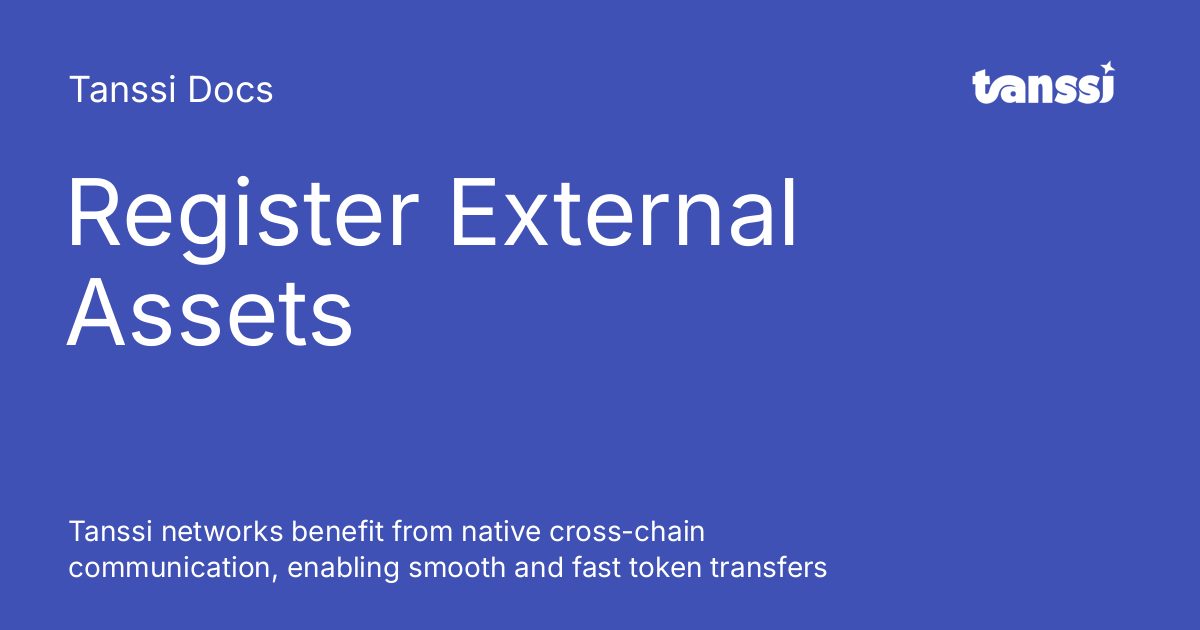 Tanssi Docs
tanssi
Register External
Assets
Tanssi networks benefit from native cross-chain
communication, enabling smooth and fast token transfers